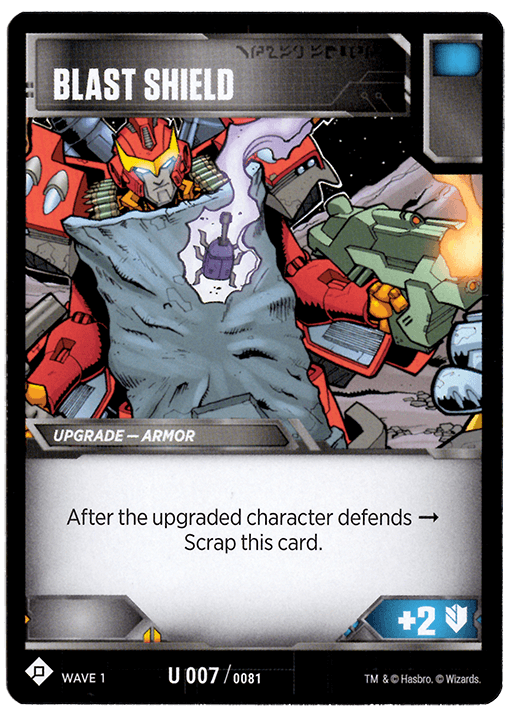 BLAST SHIELD
UPGRADE — ARMOR
After the upgraded character defends →
Scrap this card.
+2
WAVE 1 U 007 / 0081 TM & © Hasbro. © Wizards.